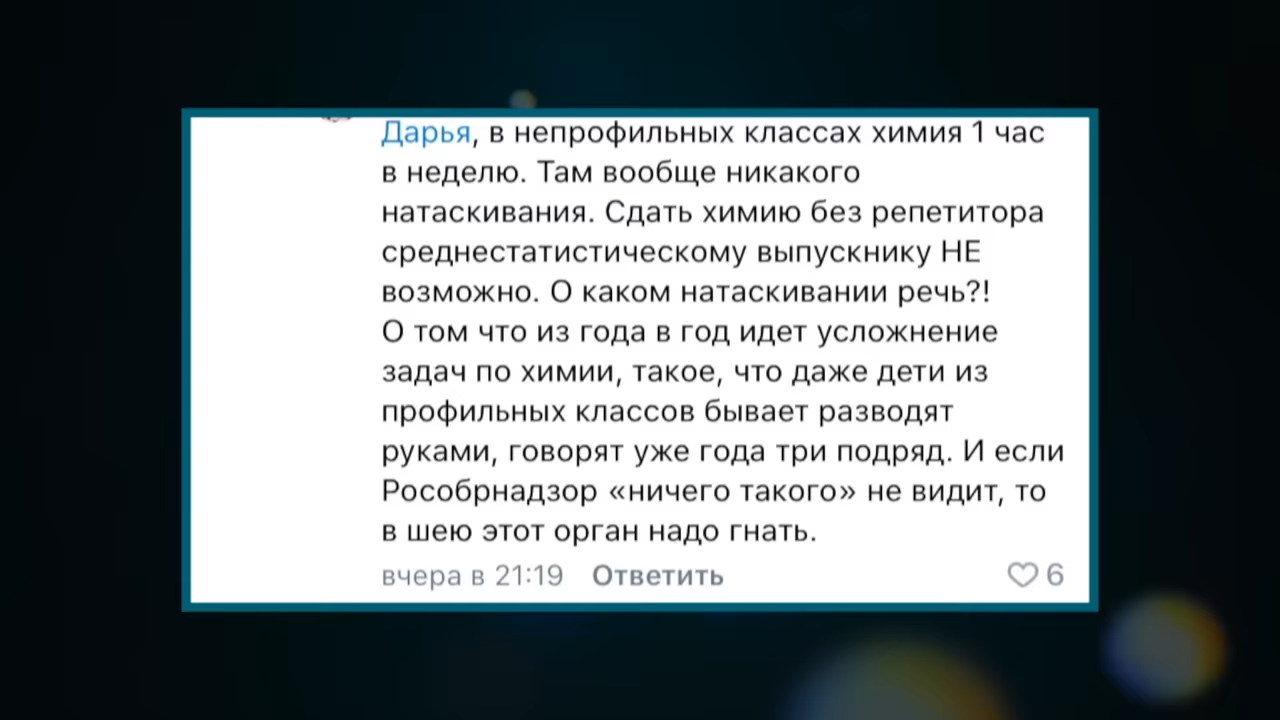 Дарья, в непрофильных классах химия 1 час
в неделю. Там вообще никакого
натаскивания. Сдать химию без репетитора
среднестатистическому выпускнику НЕ
возможно. О каком натаскивании речь?!
О том что из года в год идет усложнение
задач по химии, такое, что даже дети из
профильных классов бывает разводят
руками, говорят уже года три подряд. И если
Рособрнадзор «ничего такого» не видит, то
в шею этот орган надо гнать.
вчера в 21:19 Ответить 6